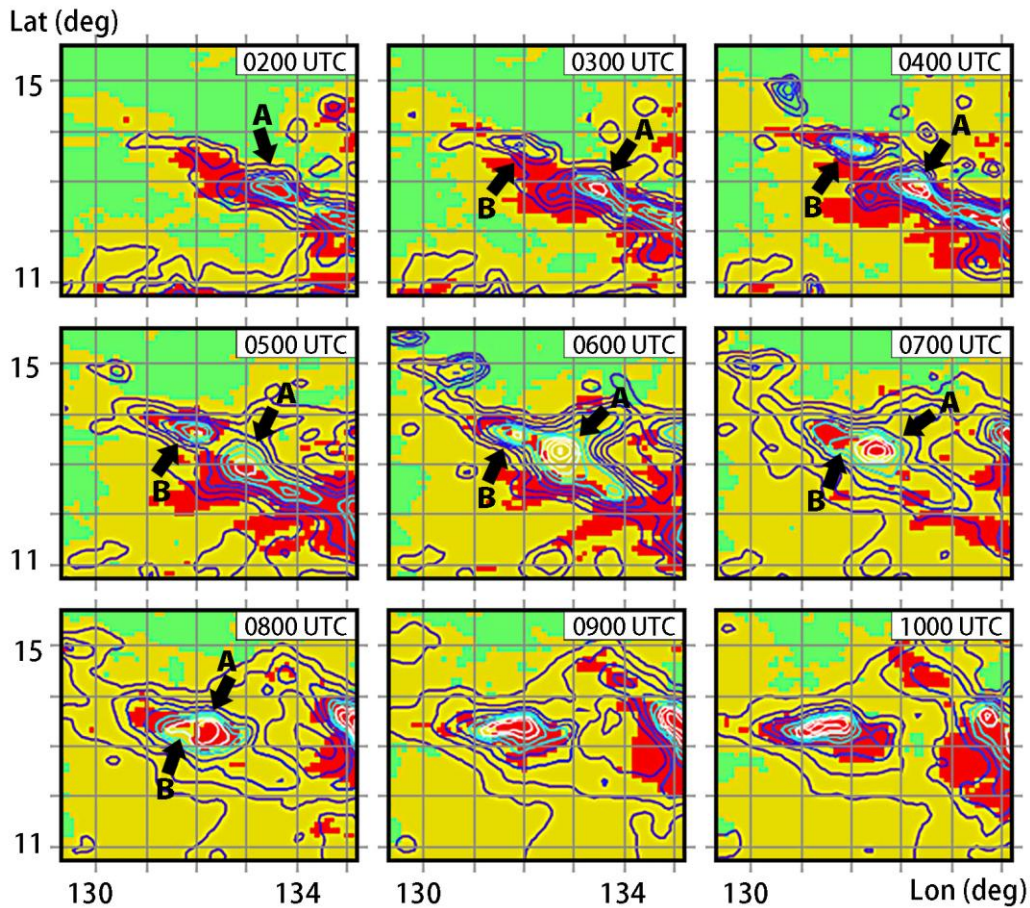 Lat (deg)
0200 UTC
0300 UTC
0400 UTC
15
A
A
A
B
B
11
0500 UTC
0600 UTC
0700 UTC
15
A
A
A
B
B
B
11
0800 UTC
0900 UTC
1000 UTC
15
A
B
11
130
134
130
134
130
Lon (deg)